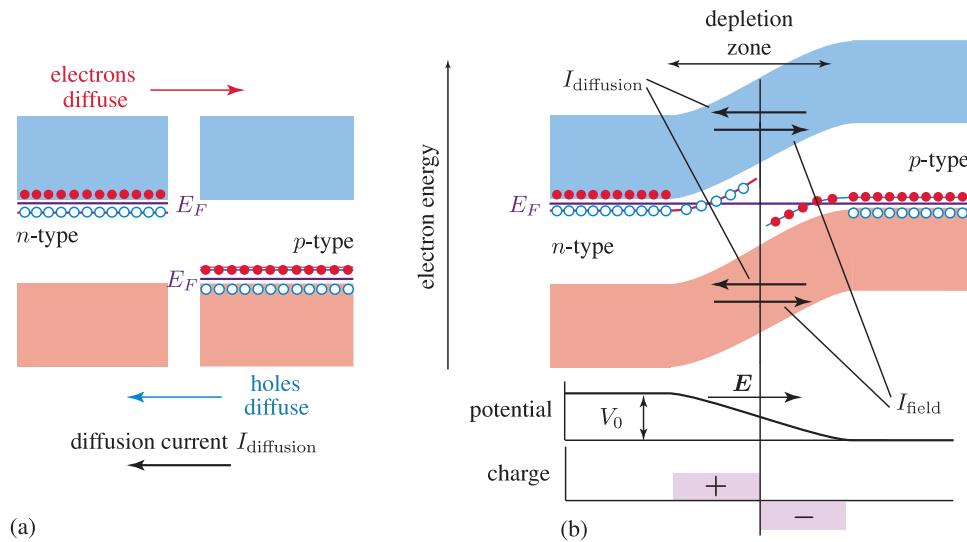 electrons
diffuse
E_F
n-type
p-type
E_F
holes
diffuse
diffusion current I_diffusion
(a)
electron energy
depletion
zone
I_diffusion
p-type
E_F
n-type
E
I_field
potential
V_0
charge
+
−
(b)